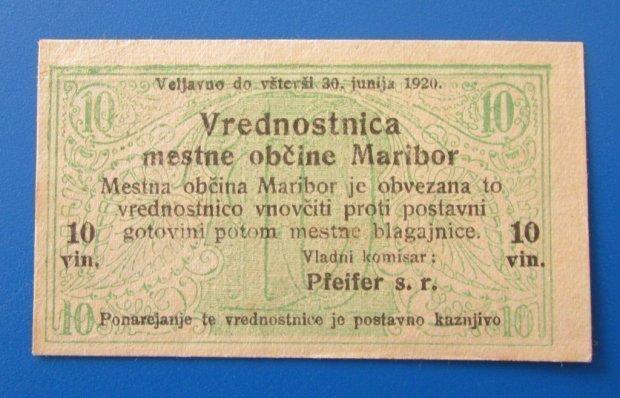 Veljavno do vštevši 30. junija 1920.
10 10
Vrednostnica
mestne občine Maribor
Mestna občina Maribor je obvezana to
vrednostnico vnovčiti proti postavni
gotovini potom mestne blagajnice.
10 vin.
10 vin.
Vladni komisar:
Pfeifer s. r.
10 10
Ponarejanje te vrednostnice je postavno kaznjivo